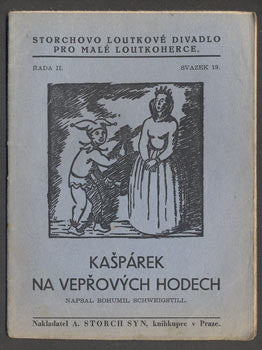 STORCHOVO LOUTKOVÉ DIVADLO
PRO MALÉ LOUTKOHERCE.
ŘADA II. SVAZEK 19.
KAŠPÁREK
NA VEPŘOVÝCH HODECH
NAPSAL BOHUMIL SCHWEIGSTILL.
Nakladatel A. STORCH SYN, knihkupec v Praze.